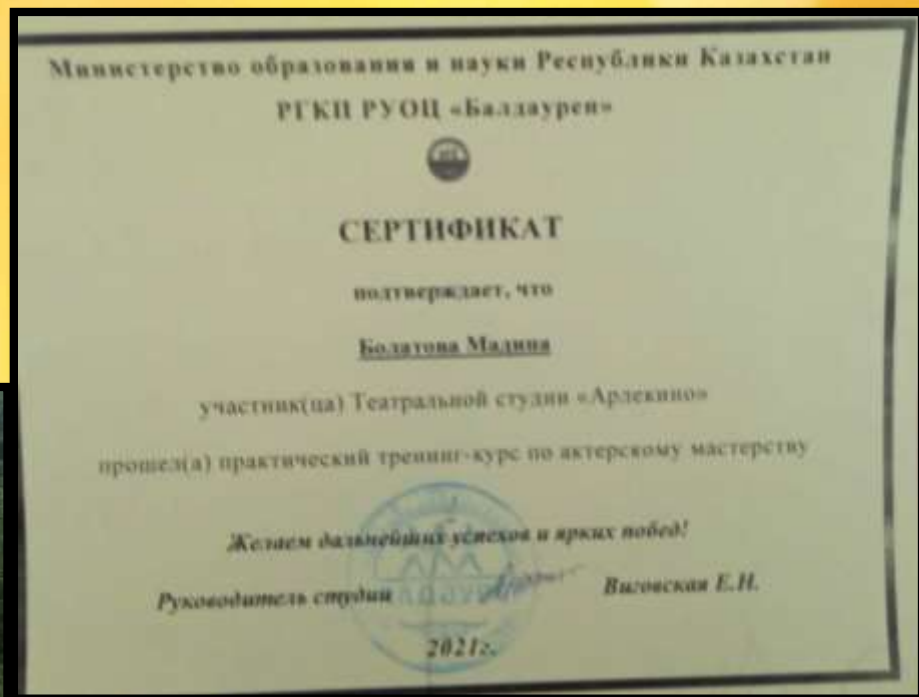 Министерство образования и науки Республики Казахстан
РГКП РУОЦ «Балдаурен»
СЕРТИФИКАТ
подтверждает, что
Болатова Мадина
участник(ца) Театральной студии «Арлекино»
прошел(а) практический тренинг-курс по актерскому мастерству
Желаем дальнейших успехов и ярких побед!
Руководитель студии Выговская Е.Н.
2021г.